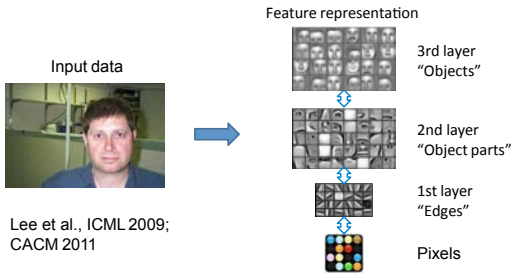 Feature representation
Input data
3rd layer
“Objects”
2nd layer
“Object parts”
1st layer
“Edges”
Pixels
Lee et al., ICML 2009;
CACM 2011